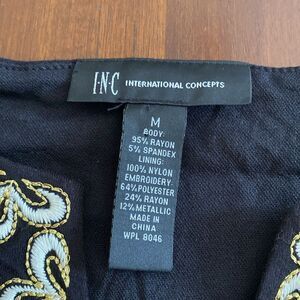 I·N·C INTERNATIONAL CONCEPTS
M
BODY:
95% RAYON
5% SPANDEX
LINING:
100% NYLON
EMBROIDERY:
64% POLYESTER
24% RAYON
12% METALLIC
MADE IN
CHINA
WPL 8046